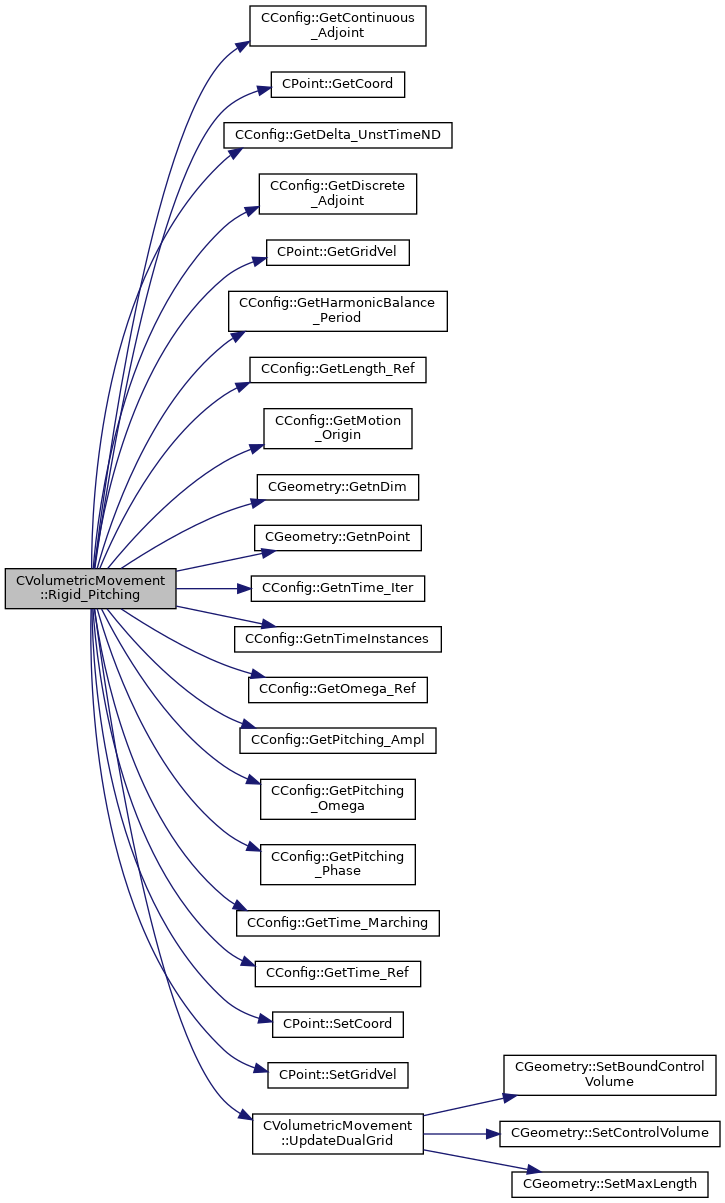 CConfig::GetContinuous
_Adjoint
CPoint::GetCoord
CConfig::GetDelta_UnstTimeND
CConfig::GetDiscrete
_Adjoint
CPoint::GetGridVel
CConfig::GetHarmonicBalance
_Period
CConfig::GetLength_Ref
CConfig::GetMotion
_Origin
CGeometry::GetnDim
CGeometry::GetnPoint
CVolumetricMovement
::Rigid_Pitching
CConfig::GetnTime_Iter
CConfig::GetnTimeInstances
CConfig::GetOmega_Ref
CConfig::GetPitching_Ampl
CConfig::GetPitching
_Omega
CConfig::GetPitching
_Phase
CConfig::GetTime_Marching
CConfig::GetTime_Ref
CPoint::SetCoord
CPoint::SetGridVel
CVolumetricMovement
::UpdateDualGrid
CGeometry::SetBoundControl
Volume
CGeometry::SetControlVolume
CGeometry::SetMaxLength